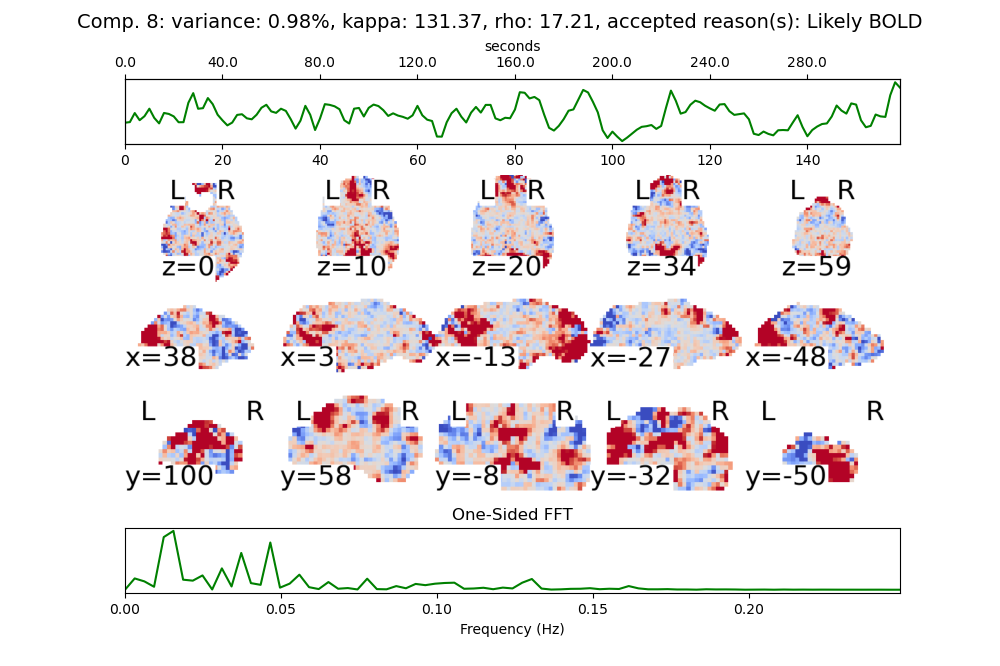 Comp. 8: variance: 0.98%, kappa: 131.37, rho: 17.21, accepted reason(s): Likely BOLD
seconds
0.0 40.0 80.0 120.0 160.0 200.0 240.0 280.0
0 20 40 60 80 100 120 140
L R L R L R L R L R
z=0 z=10 z=20 z=34 z=59
x=38 x=3 x=-13 x=-27 x=-48
L R L R L R L R L R
y=100 y=58 y=-8 y=-32 y=-50
One-Sided FFT
0.00 0.05 0.10 0.15 0.20
Frequency (Hz)